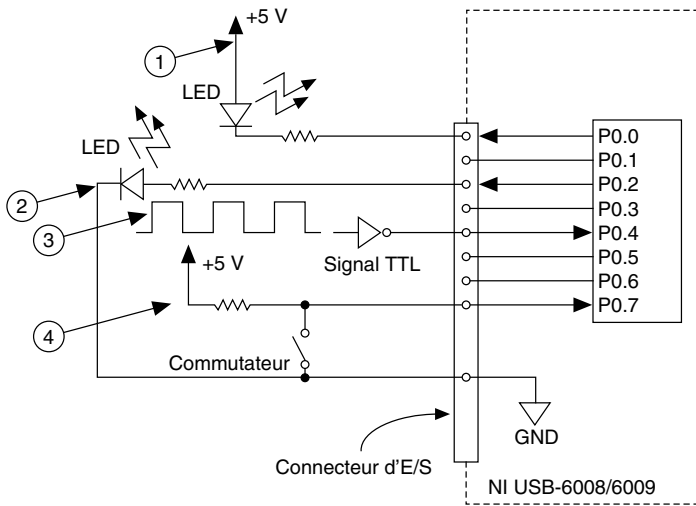 +5 V
1
LED
LED
2
3
+5 V
Signal TTL
4
Commutateur
P0.0
P0.1
P0.2
P0.3
P0.4
P0.5
P0.6
P0.7
GND
Connecteur d'E/S
NI USB-6008/6009